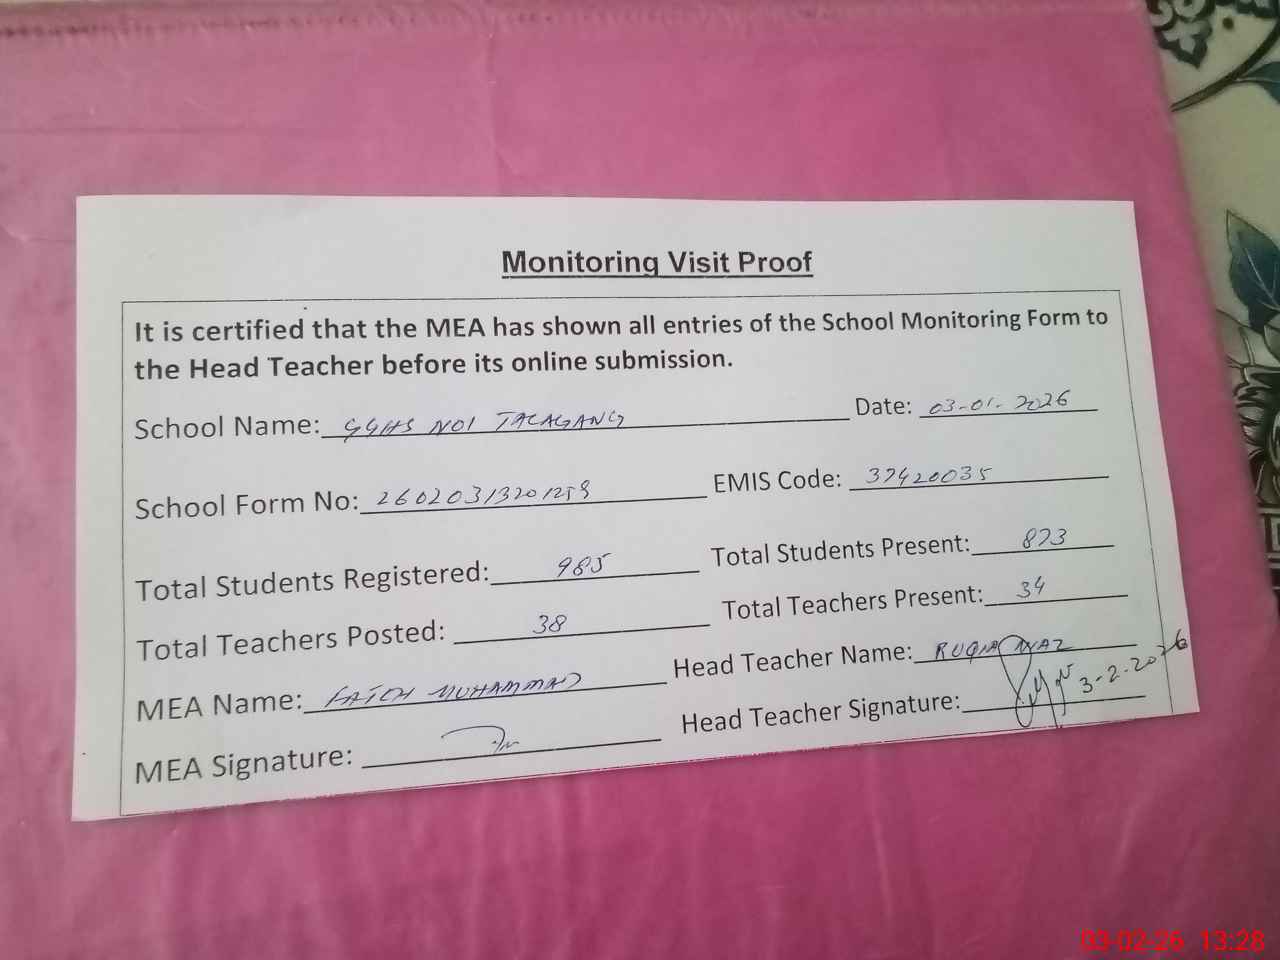 Monitoring Visit Proof
It is certified that the MEA has shown all entries of the School Monitoring Form to
the Head Teacher before its online submission.
School Name: GGHS NO1 TALAGANG Date: 03-01-2026
School Form No: 26020313201259 EMIS Code: 37420035
Total Students Registered: 985 Total Students Present: 873
Total Teachers Posted: 38 Total Teachers Present: 34
MEA Name: FATEH MUHAMMAD Head Teacher Name: RUQIA NIAZ
MEA Signature: Head Teacher Signature: 3-2-2026
03-02-26 13:28